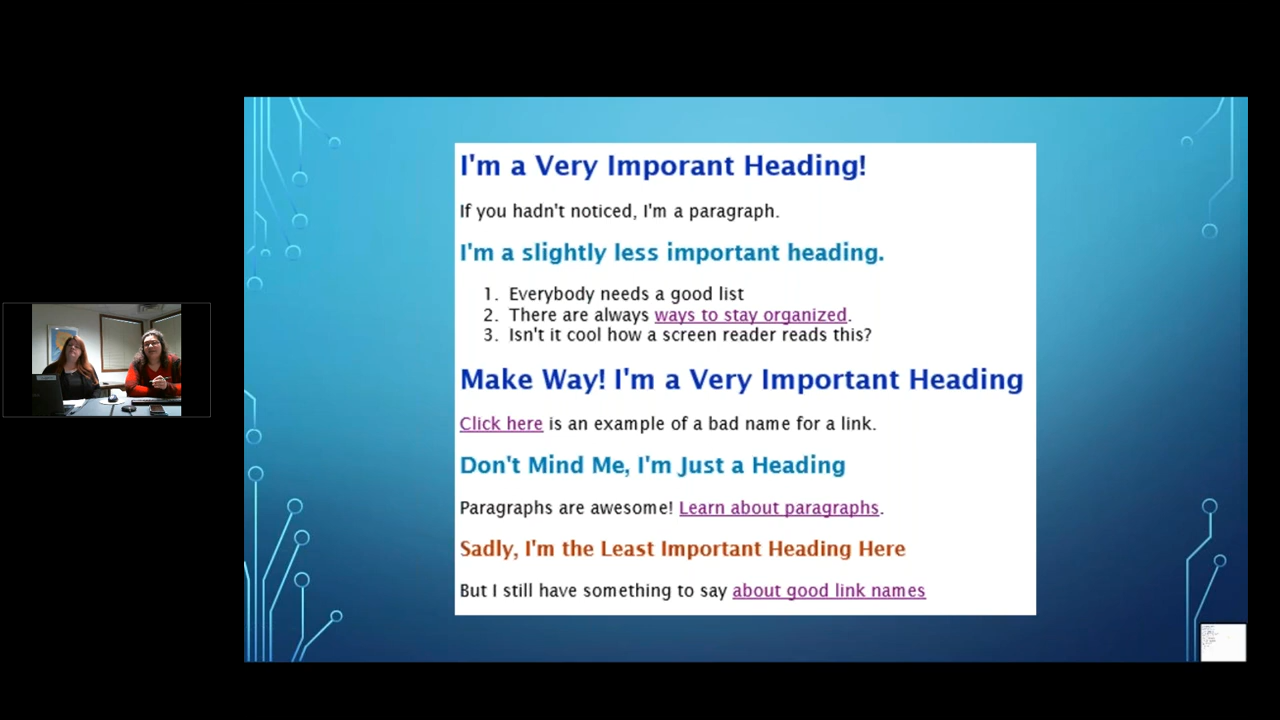 I'm a Very Imporant Heading!
If you hadn't noticed, I'm a paragraph.
I'm a slightly less important heading.
1. Everybody needs a good list
2. There are always ways to stay organized.
3. Isn't it cool how a screen reader reads this?
Make Way! I'm a Very Important Heading
Click here is an example of a bad name for a link.
Don't Mind Me, I'm Just a Heading
Paragraphs are awesome! Learn about paragraphs.
Sadly, I'm the Least Important Heading Here
But I still have something to say about good link names